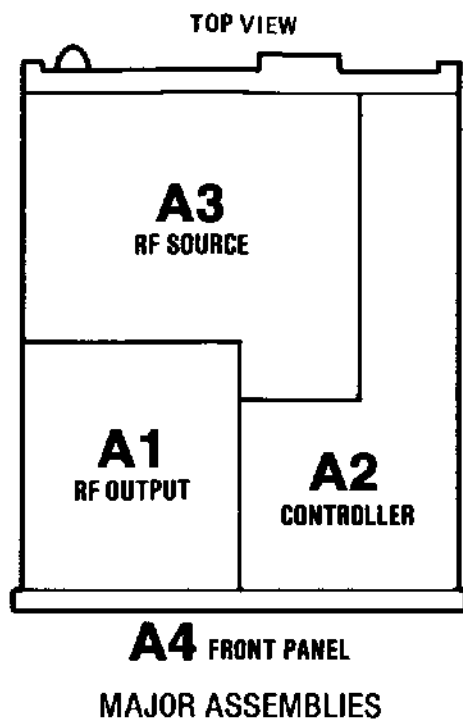 TOP VIEW
A3
RF SOURCE
A1
RF OUTPUT
A2
CONTROLLER
A4 FRONT PANEL
MAJOR ASSEMBLIES